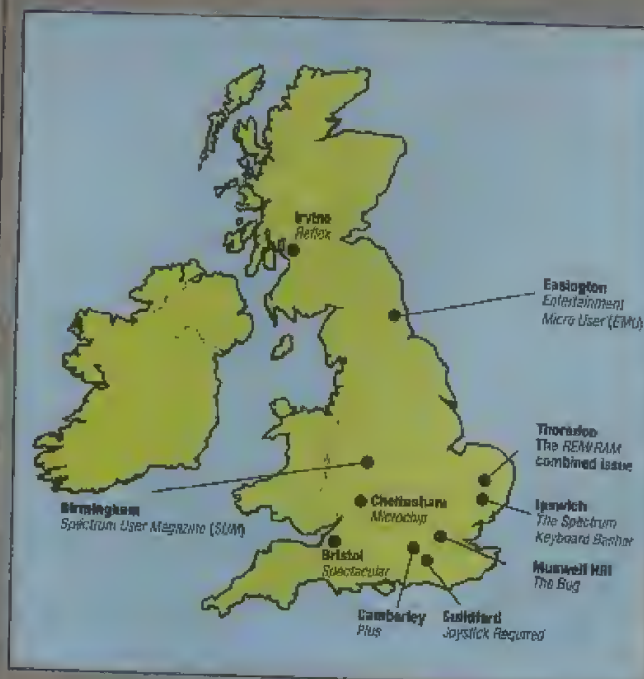 Irvine
Reflex
Easington
Entertainment
Micro User (EMU)
Thorndon
The REM/RAM
combined issue
Birmingham
Spectrum User Magazine (SUM)
Cheltenham
Microchip
Ipswich
The Spectrum
Keyboard Basher
Bristol
Spectacular
Muswell Hill
The Bug
Camberley
Plus
Guildford
Joystick Required